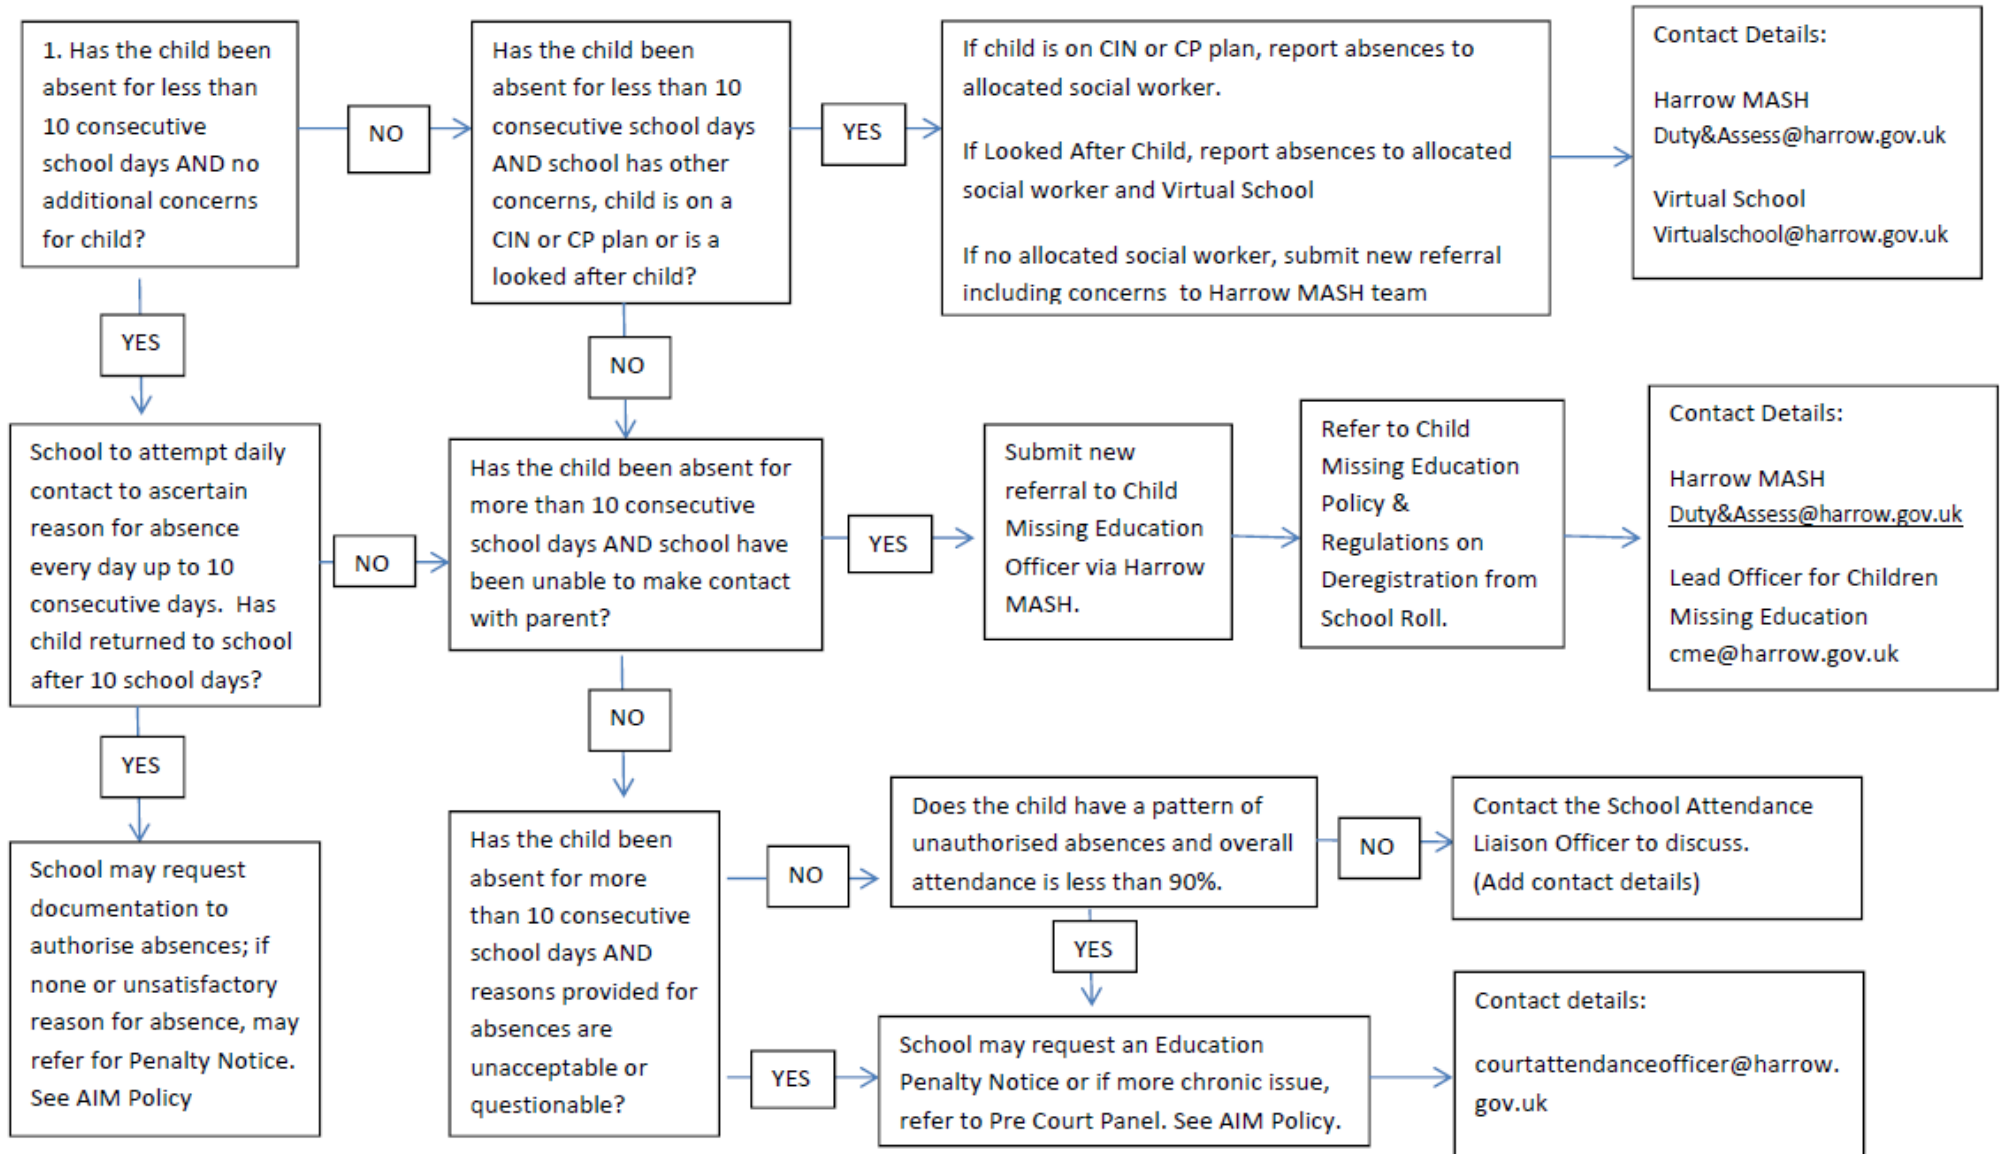 1. Has the child been
absent for less than
10 consecutive
school days AND no
additional concerns
for child?
NO
Has the child been
absent for less than 10
consecutive school days
AND school has other
concerns, child is on a
CIN or CP plan or is a
looked after child?
YES
If child is on CIN or CP plan, report absences to
allocated social worker.
If Looked After Child, report absences to allocated
social worker and Virtual School
If no allocated social worker, submit new referral
including concerns to Harrow MASH team
Contact Details:
Harrow MASH
Duty&Assess@harrow.gov.uk
Virtual School
Virtualschool@harrow.gov.uk
YES
NO
School to attempt daily
contact to ascertain
reason for absence
every day up to 10
consecutive days. Has
child returned to school
after 10 school days?
NO
Has the child been absent for
more than 10 consecutive
school days AND school have
been unable to make contact
with parent?
YES
Submit new
referral to Child
Missing Education
Officer via Harrow
MASH.
Refer to Child
Missing Education
Policy &
Regulations on
Deregistration from
School Roll.
Contact Details:
Harrow MASH
Duty&Assess@harrow.gov.uk
Lead Officer for Children
Missing Education
cme@harrow.gov.uk
YES
NO
School may request
documentation to
authorise absences; if
none or unsatisfactory
reason for absence, may
refer for Penalty Notice.
See AIM Policy
Has the child been
absent for more
than 10 consecutive
school days AND
reasons provided for
absences are
unacceptable or
questionable?
NO
Does the child have a pattern of
unauthorised absences and overall
attendance is less than 90%.
NO
Contact the School Attendance
Liaison Officer to discuss.
(Add contact details)
YES
YES
School may request an Education
Penalty Notice or if more chronic issue,
refer to Pre Court Panel. See AIM Policy.
Contact details:
courtattendanceofficer@harrow.
gov.uk